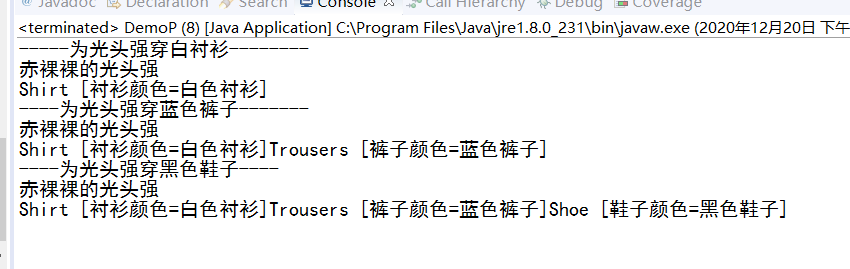 Javadoc Declaration Search Console Call Hierarchy Debug Coverage
<terminated> DemoP (8) [Java Application] C:\Program Files\Java\jre1.8.0_231\bin\javaw.exe (2020年12月20日 下午
-----为光头强穿白衬衫--------
赤裸裸的光头强
Shirt [衬衫颜色=白色衬衫]
----为光头强穿蓝色裤子-------
赤裸裸的光头强
Shirt [衬衫颜色=白色衬衫]Trousers [裤子颜色=蓝色裤子]
----为光头强穿黑色鞋子----
赤裸裸的光头强
Shirt [衬衫颜色=白色衬衫]Trousers [裤子颜色=蓝色裤子]Shoe [鞋子颜色=黑色鞋子]